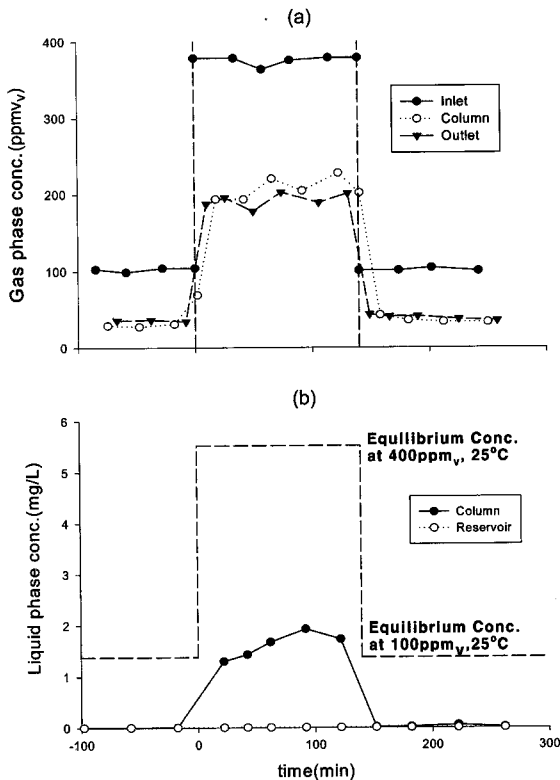 (a)
400
300
200
100
0
Gas phase conc.(ppmvᵥ)
Inlet
Column
Outlet
(b)
6
5
4
3
2
1
0
Liquid phase conc.(mg/L)
Equilibrium Conc.
at 400ppmᵥ, 25°C
Column
Reservoir
Equilibrium Conc.
at 100ppmᵥ,25°C
-100 0 100 200 300
time(min)